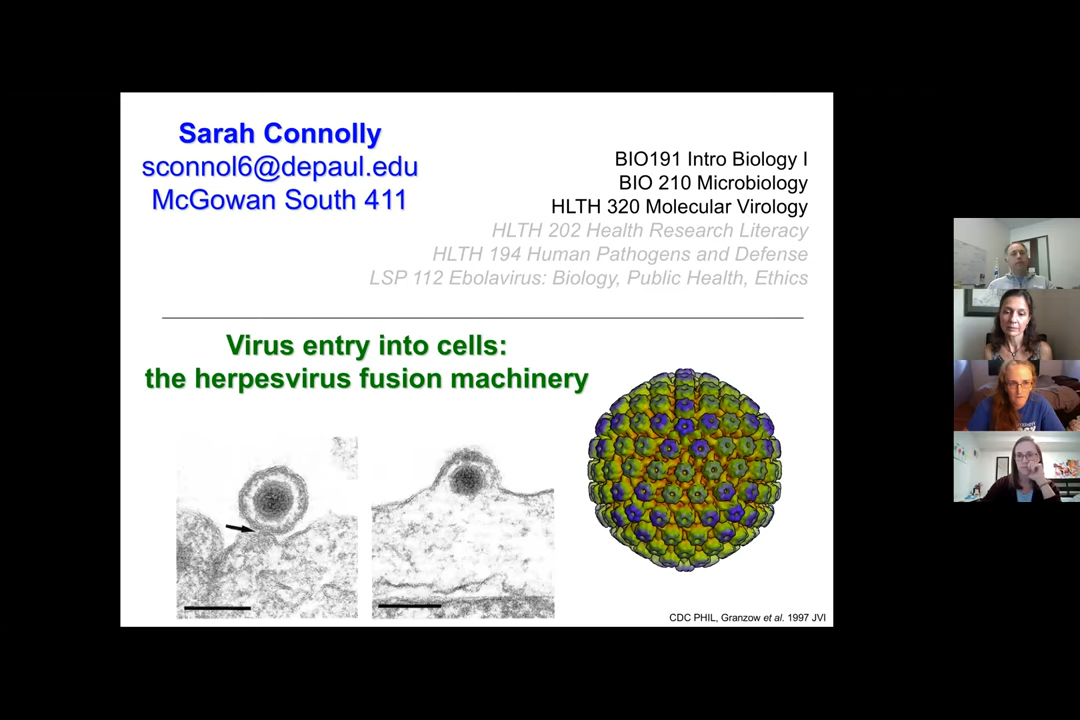 Sarah Connolly
sconnol6@depaul.edu
McGowan South 411
BIO191 Intro Biology I
BIO 210 Microbiology
HLTH 320 Molecular Virology
HLTH 202 Health Research Literacy
HLTH 194 Human Pathogens and Defense
LSP 112 Ebolavirus: Biology, Public Health, Ethics
Virus entry into cells:
the herpesvirus fusion machinery
CDC PHIL, Granzow et al. 1997 JVI